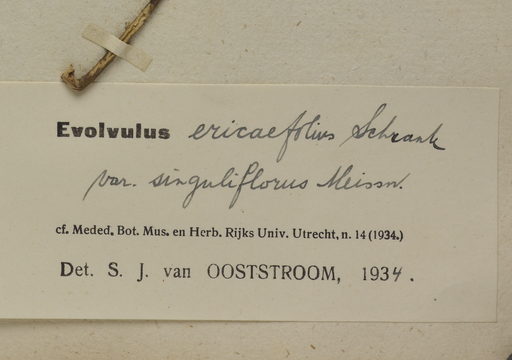 Evolvulus ericaefolius Schrank
var. singuliflorus Meissn.
cf. Meded. Bot. Mus. en Herb. Rijks Univ. Utrecht, n. 14 (1934.)
Det. S. J. van OOSTSTROOM, 1934.